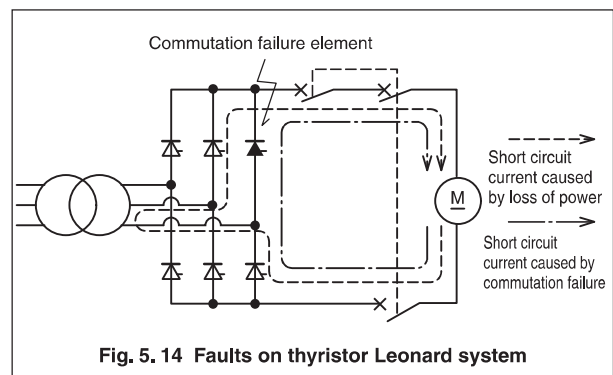 Commutation failure element
Short circuit
current caused
by loss of power
M
Short circuit
current caused by
commutation failure
Fig. 5. 14 Faults on thyristor Leonard system